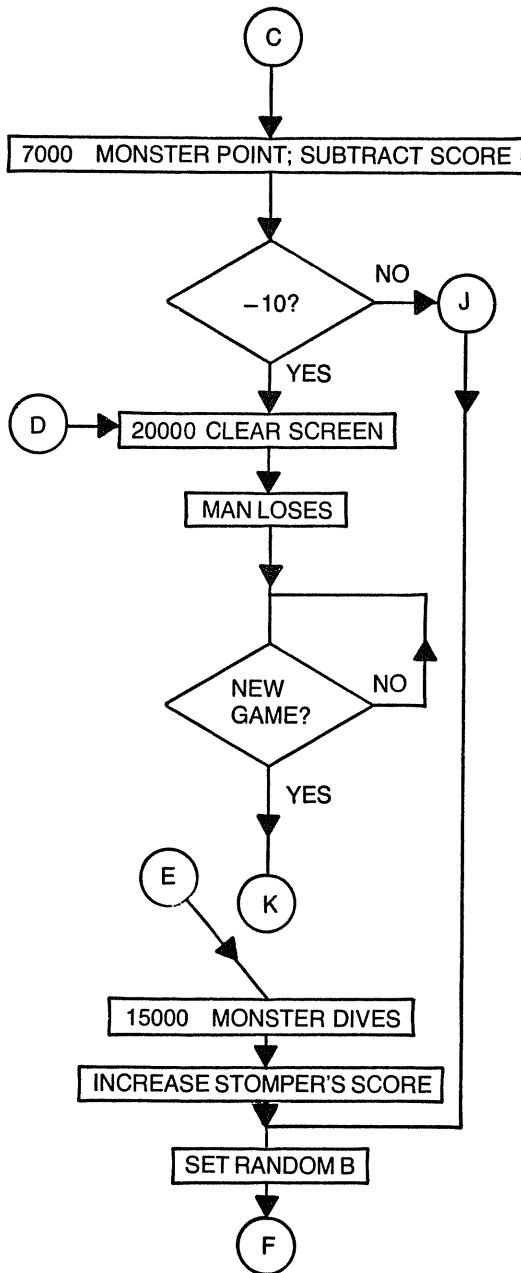 C
7000 MONSTER POINT; SUBTRACT SCORE
–10?
NO
J
YES
D
20000 CLEAR SCREEN
MAN LOSES
NEW
GAME?
NO
YES
E
K
15000 MONSTER DIVES
INCREASE STOMPER'S SCORE
SET RANDOM B
F